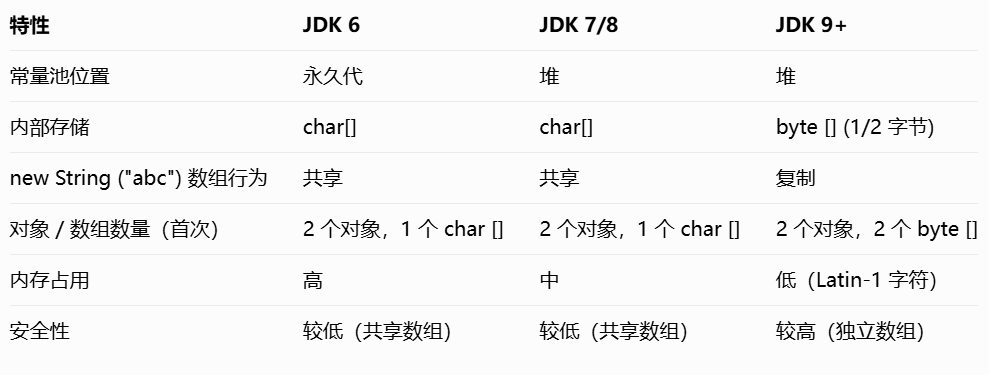 特性 JDK 6 JDK 7/8 JDK 9+
常量池位置 永久代 堆 堆
内部存储 char[] char[] byte [] (1/2 字节)
new String ("abc") 数组行为 共享 共享 复制
对象 / 数组数量（首次） 2 个对象，1 个 char [] 2 个对象，1 个 char [] 2 个对象，2 个 byte []
内存占用 高 中 低（Latin-1 字符）
安全性 较低（共享数组） 较低（共享数组） 较高（独立数组）